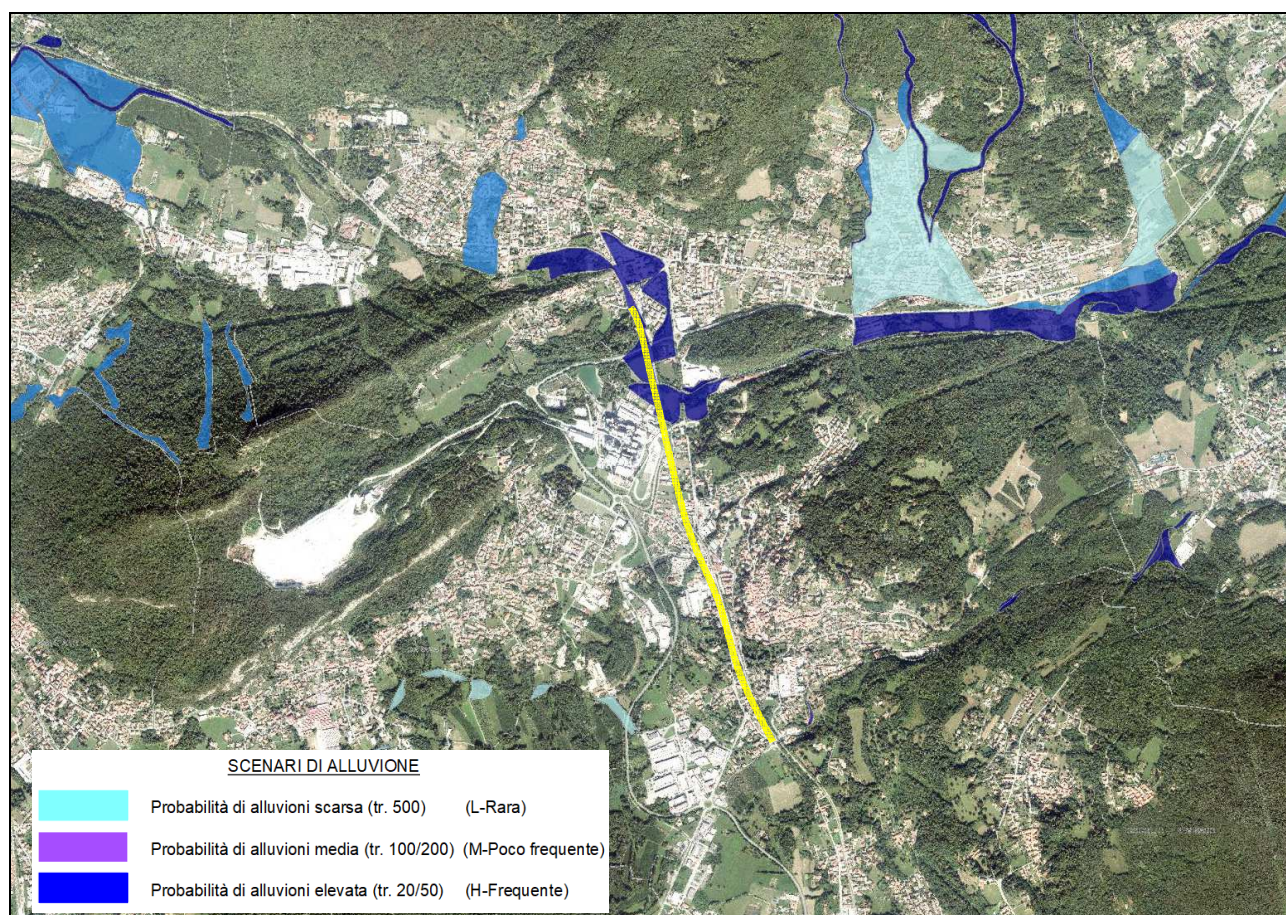 SCENARI DI ALLUVIONE
Probabilità di alluvioni scarsa (tr. 500) (L-Rara)
Probabilità di alluvioni media (tr. 100/200) (M-Poco frequente)
Probabilità di alluvioni elevata (tr. 20/50) (H-Frequente)